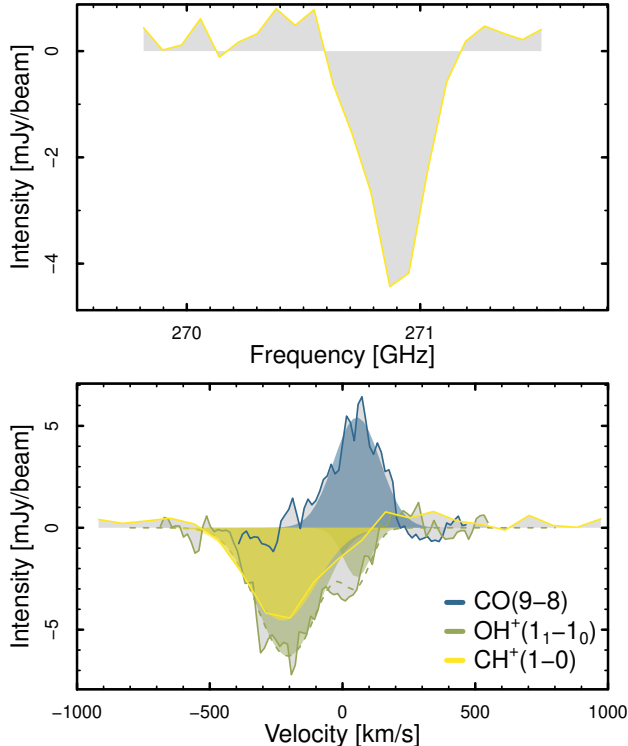 0
−2
−4
Intensity [mJy/beam]
270
271
Frequency [GHz]
5
0
−5
Intensity [mJy/beam]
CO(9−8)
OH⁺(1₁−1₀)
CH⁺(1−0)
−1000
−500
0
500
1000
Velocity [km/s]